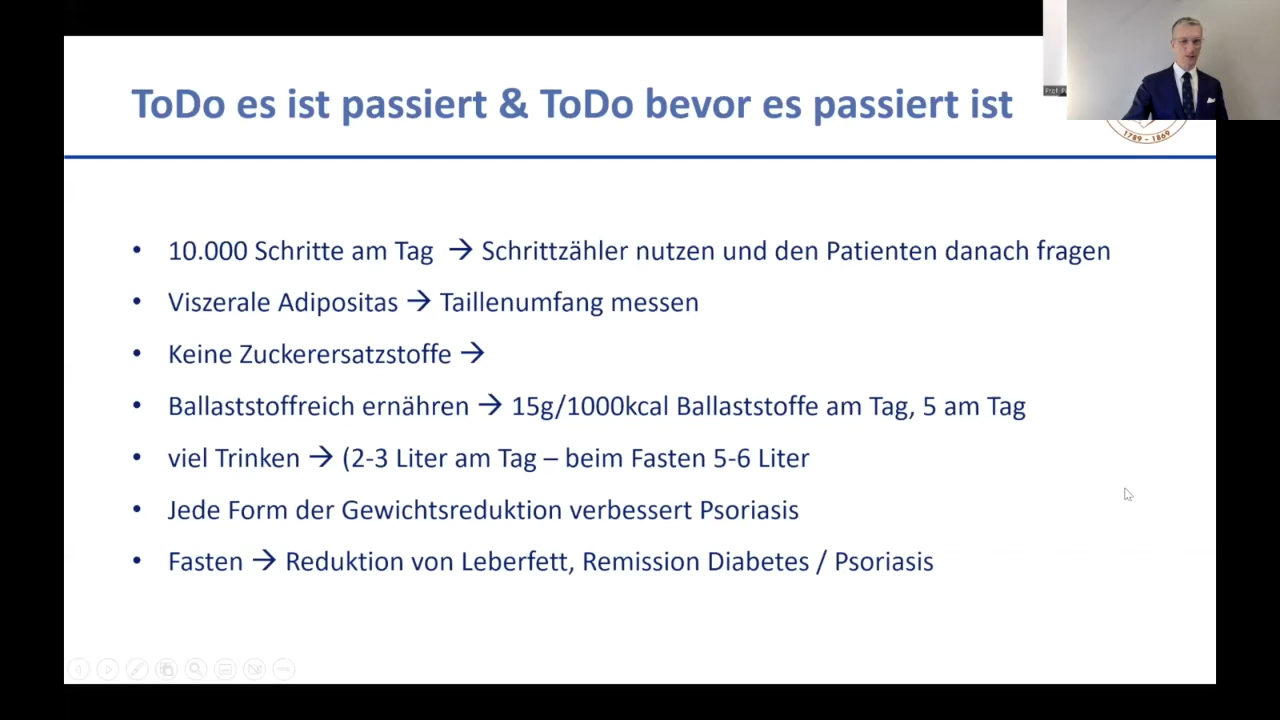 ToDo es ist passiert & ToDo bevor es passiert ist
1789 - 1869
• 10.000 Schritte am Tag → Schrittzähler nutzen und den Patienten danach fragen
• Viszerale Adipositas → Taillenumfang messen
• Keine Zuckerersatzstoffe →
• Ballaststoffreich ernähren → 15g/1000kcal Ballaststoffe am Tag, 5 am Tag
• viel Trinken → (2-3 Liter am Tag – beim Fasten 5-6 Liter
• Jede Form der Gewichtsreduktion verbessert Psoriasis
• Fasten → Reduktion von Leberfett, Remission Diabetes / Psoriasis